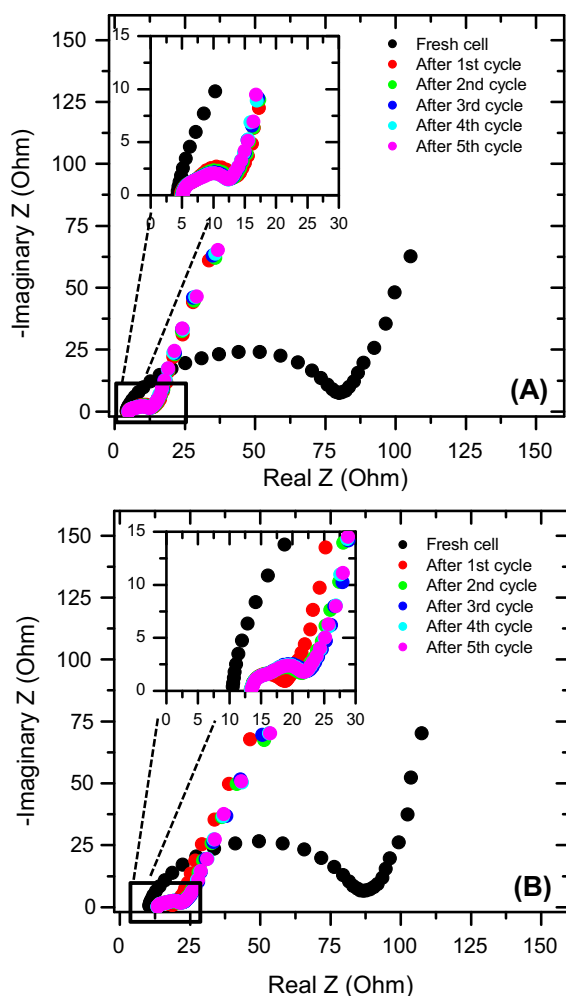 150
125
100
75
50
25
0
-Imaginary Z (Ohm)
15
10
5
0
0 5 10 15 20 25 30
Fresh cell
After 1st cycle
After 2nd cycle
After 3rd cycle
After 4th cycle
After 5th cycle
(A)
0 25 50 75 100 125 150
Real Z (Ohm)
150
125
100
75
50
25
0
-Imaginary Z (Ohm)
15
10
5
0
0 5 10 15 20 25 30
Fresh cell
After 1st cycle
After 2nd cycle
After 3rd cycle
After 4th cycle
After 5th cycle
(B)
0 25 50 75 100 125 150
Real Z (Ohm)